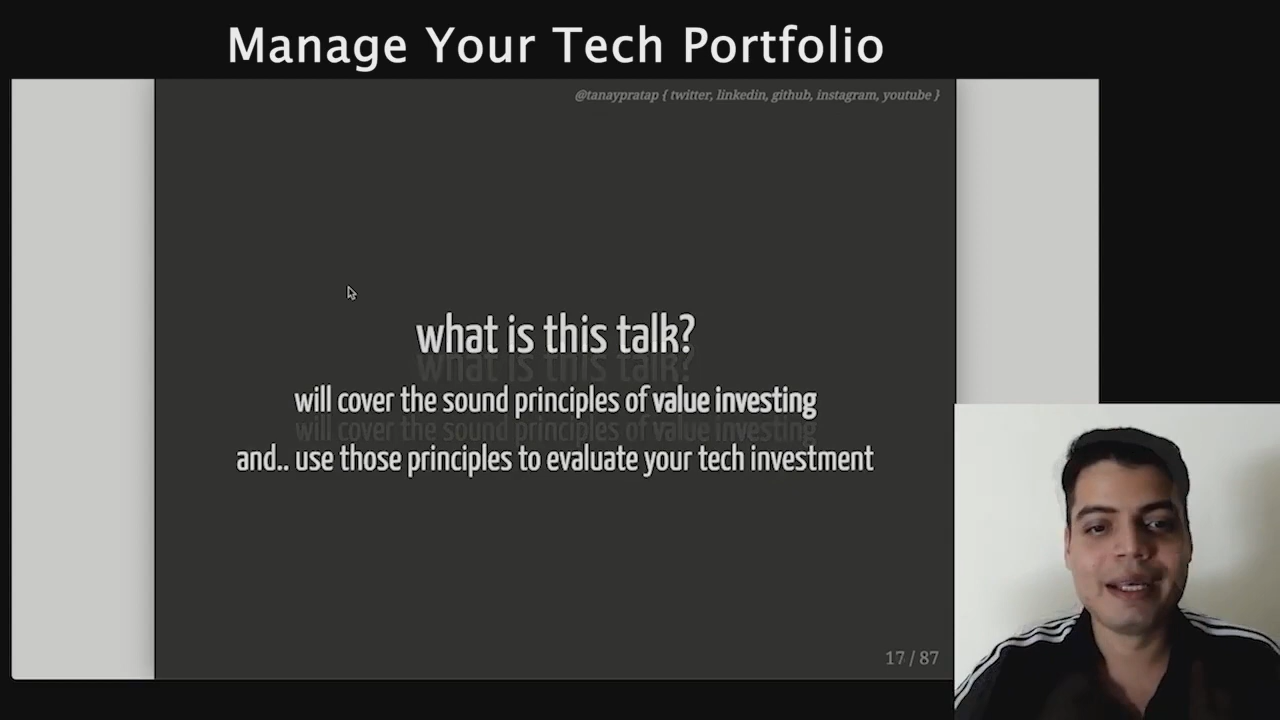 Manage Your Tech Portfolio
@tanaypratap { twitter, linkedin, github, instagram, youtube }
what is this talk?
will cover the sound principles of value investing
and.. use those principles to evaluate your tech investment
17 / 87